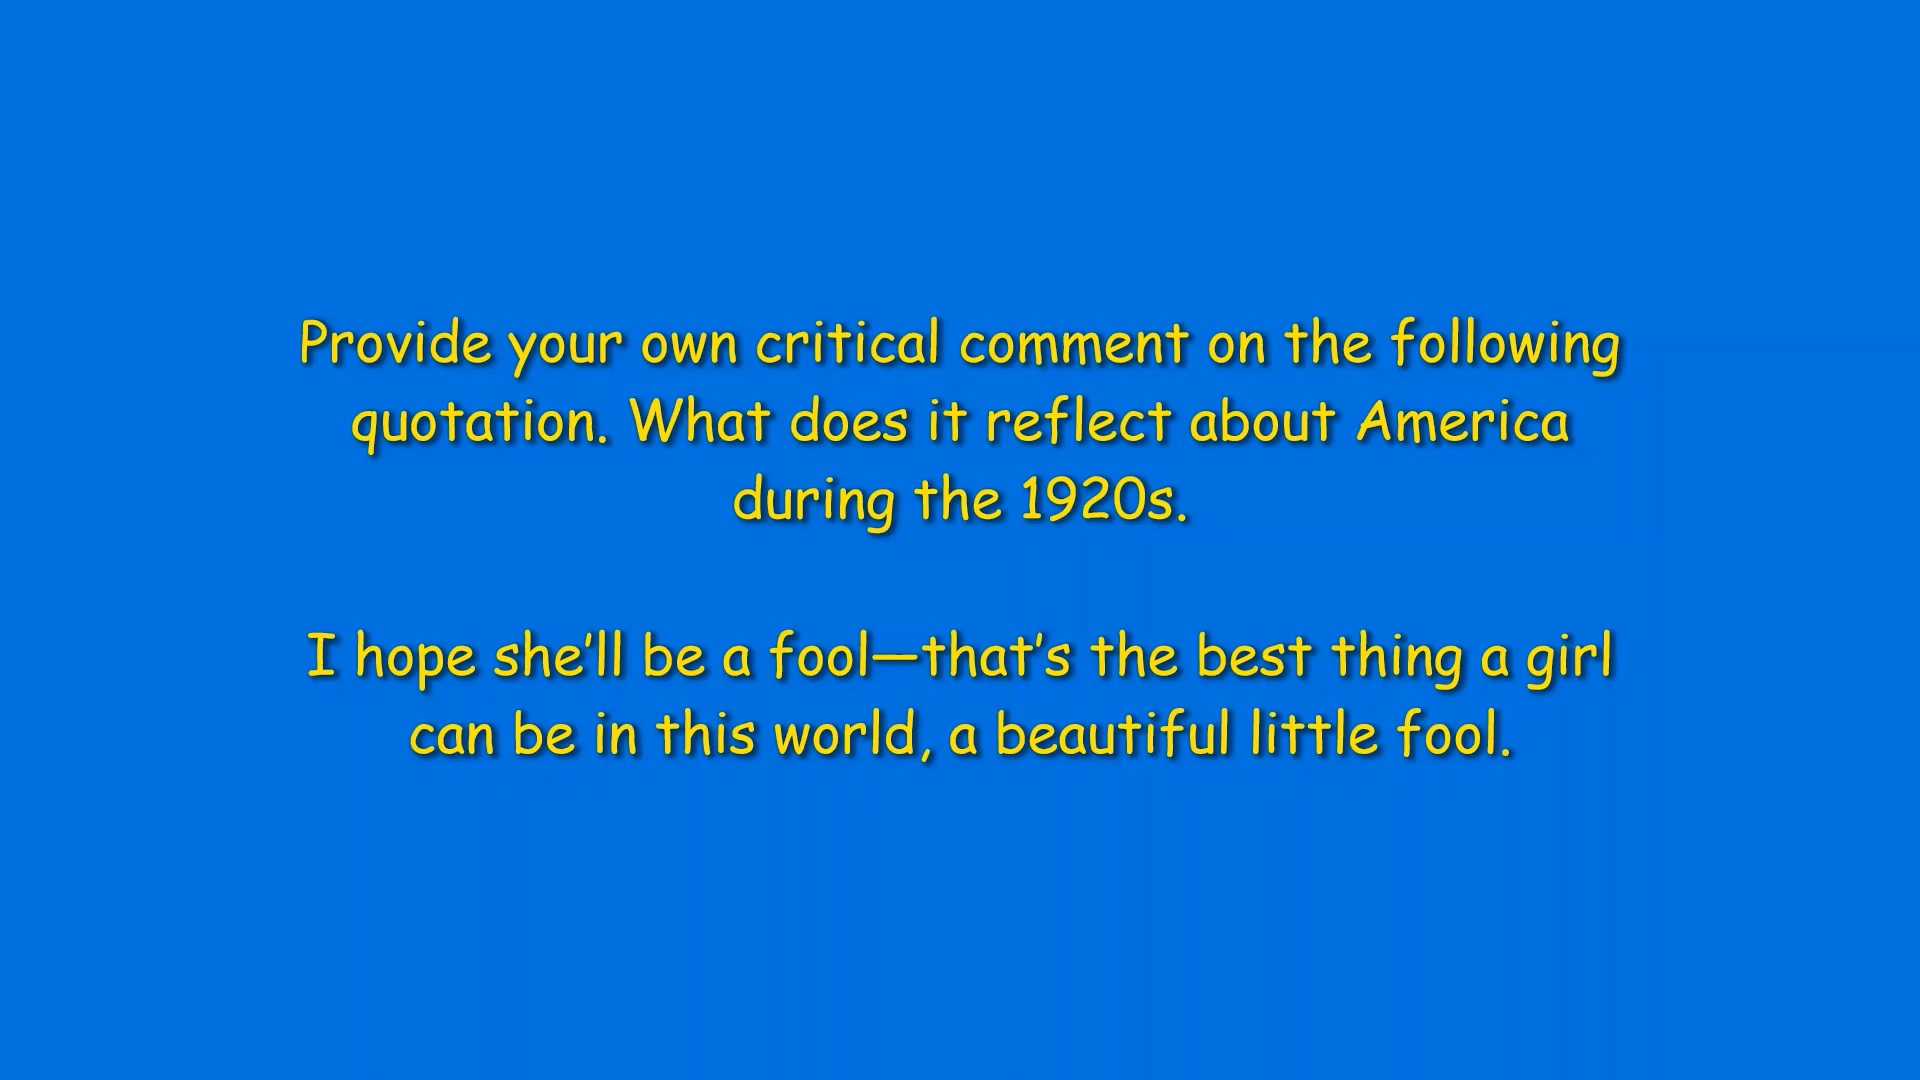 Provide your own critical comment on the following
quotation. What does it reflect about America
during the 1920s.
I hope she’ll be a fool—that’s the best thing a girl
can be in this world, a beautiful little fool.